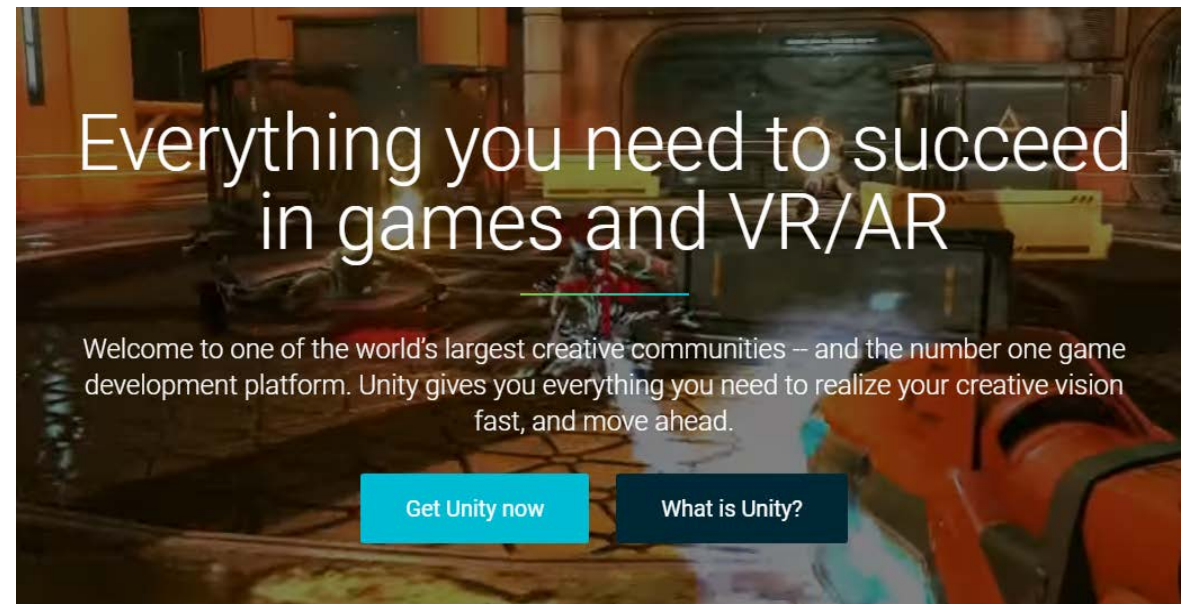 Everything you need to succeed
in games and VR/AR
Welcome to one of the world's largest creative communities -- and the number one game
development platform. Unity gives you everything you need to realize your creative vision
fast, and move ahead.
Get Unity now
What is Unity?